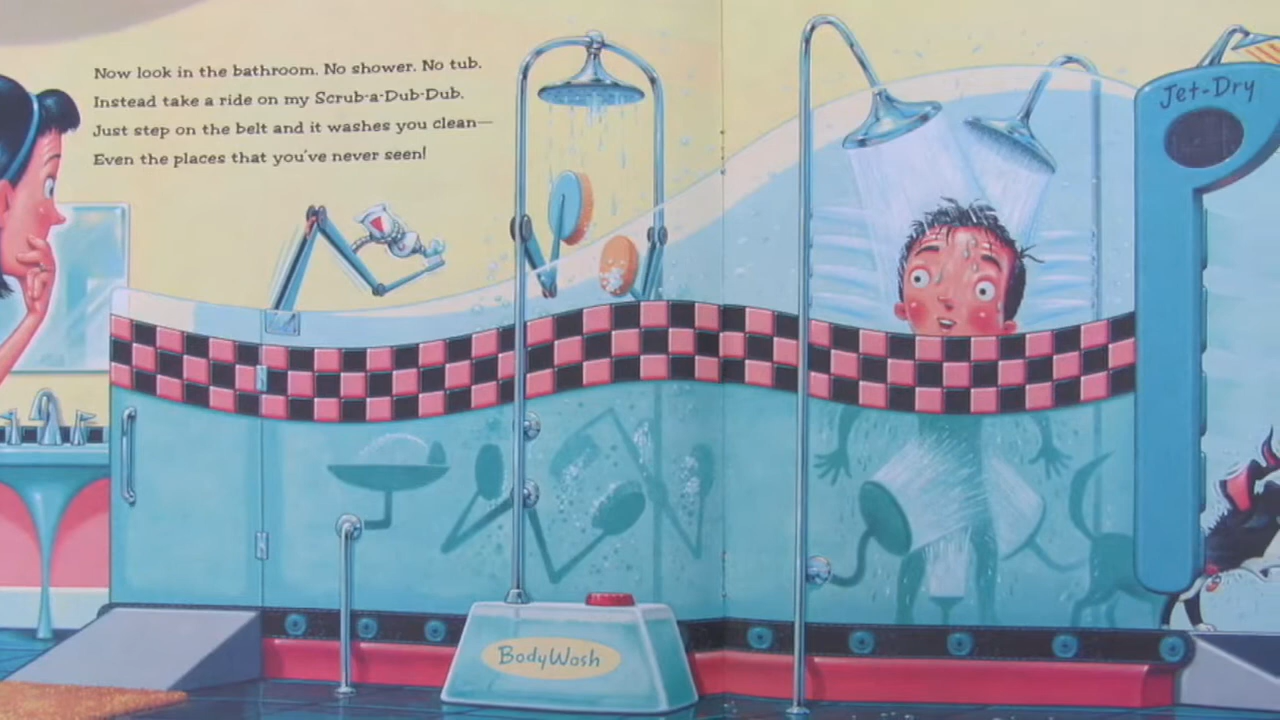 Now look in the bathroom. No shower. No tub.
Instead take a ride on my Scrub-a-Dub-Dub.
Just step on the belt and it washes you clean—
Even the places that you've never seen!
Jet-Dry
BodyWash